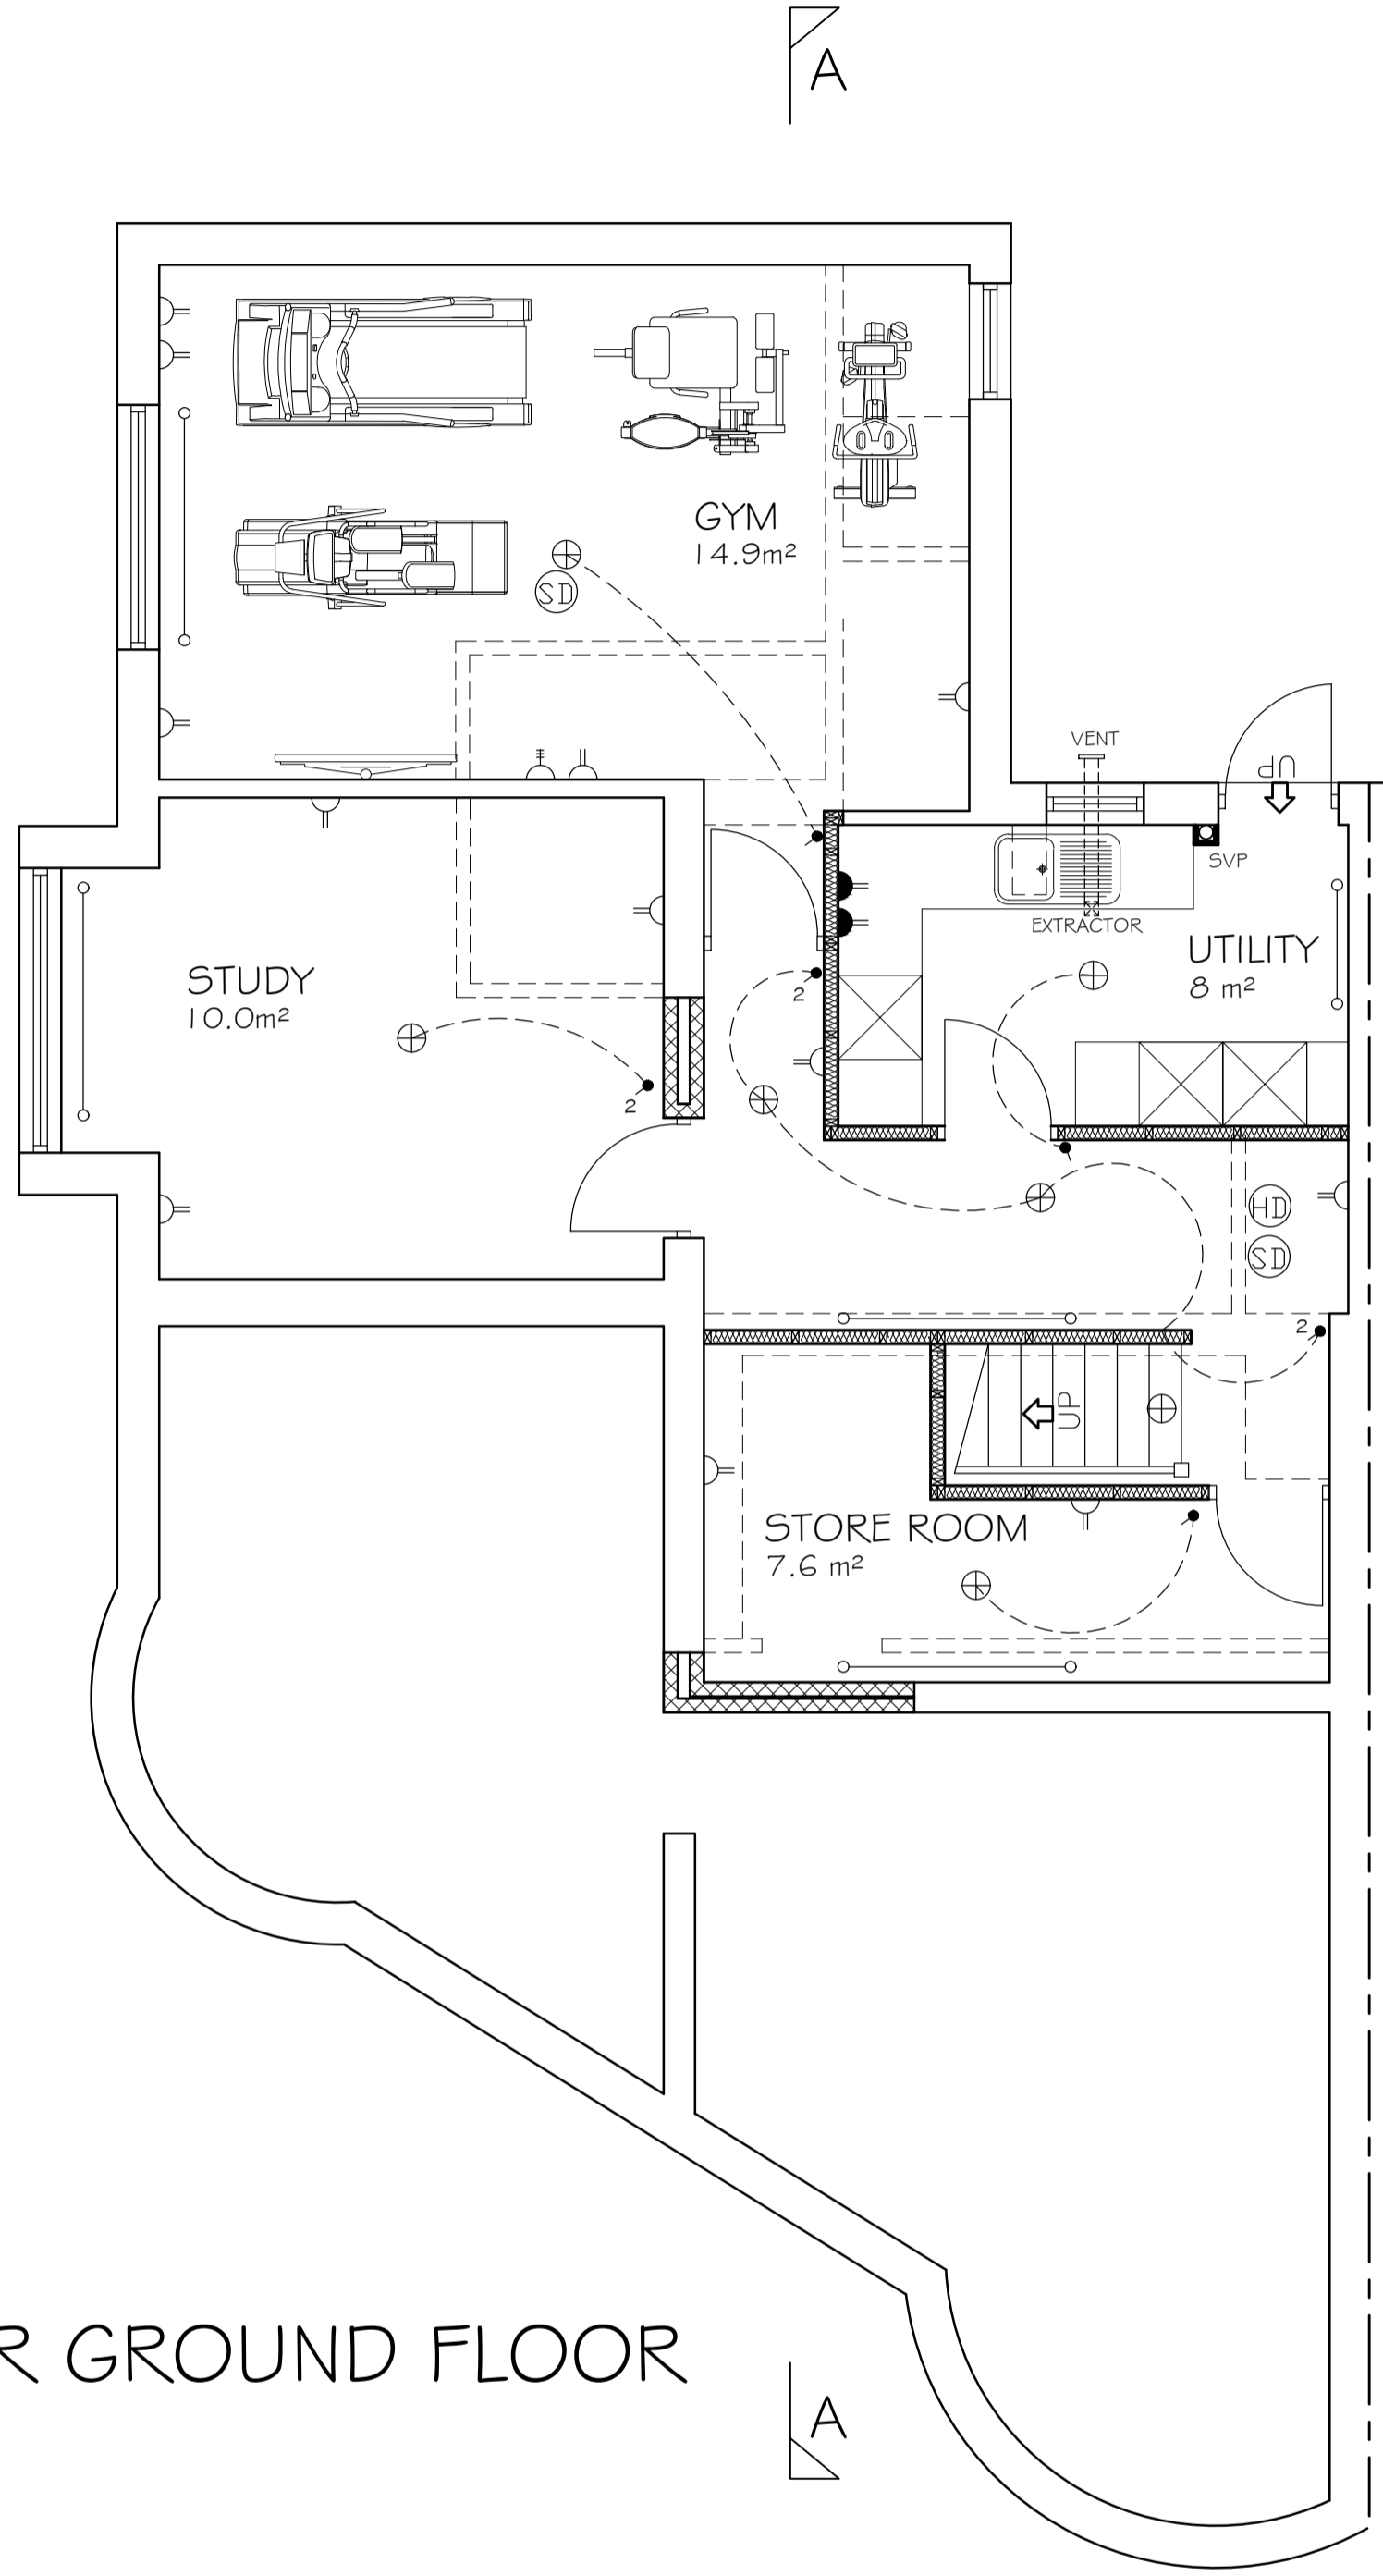 A
GYM
14.9m²
SD
VENT
UP
SVP
EXTRACTOR
UTILITY
8 m²
STUDY
10.0m²
2
2
HD
SD
2
UP
STORE ROOM
7.6 m²
R GROUND FLOOR
A